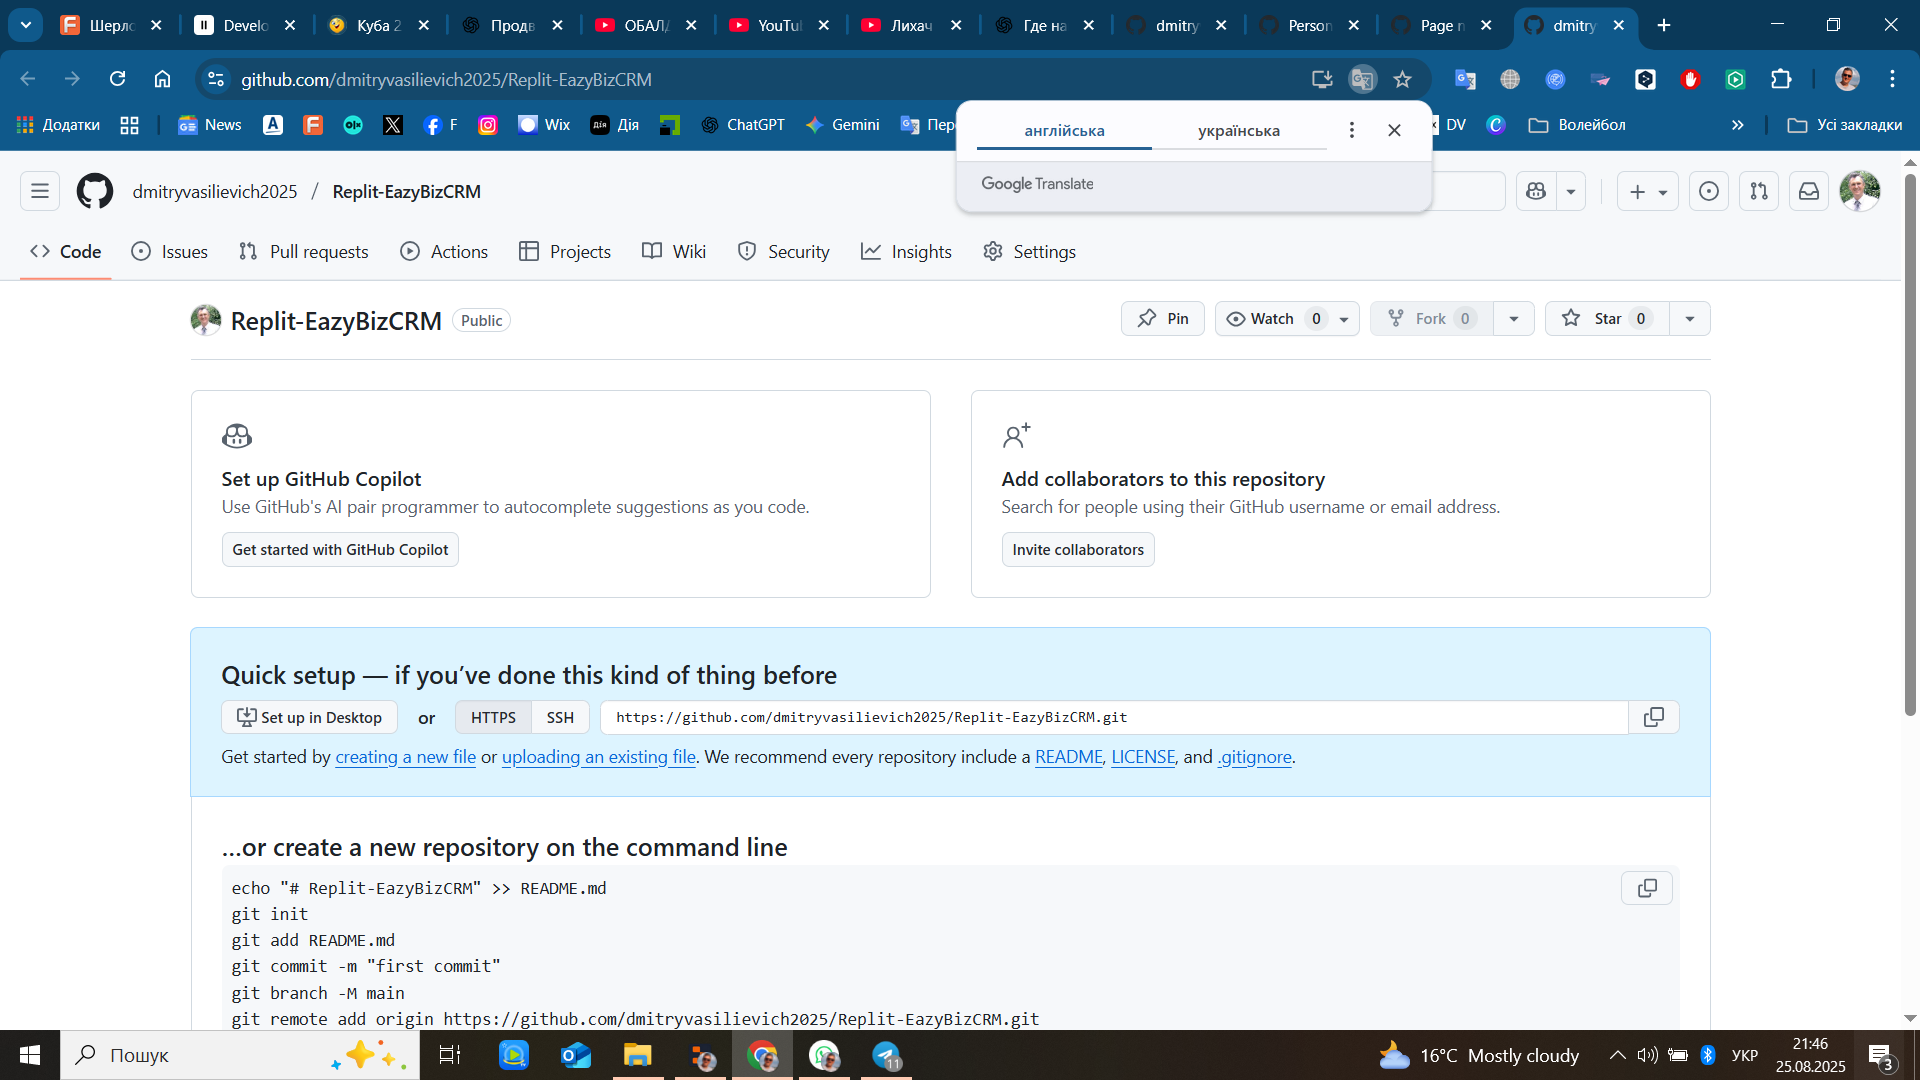 Шерло
Develo
Куба 2
Продв
ОБАЛ
YouTu
Лихач
Где на
dmitry
Person
Page n
dmitry
github.com/dmitryvasilievich2025/Replit-EazyBizCRM
Додатки
News
F
Wix
Дія
ChatGPT
Gemini
Пер
DV
Волейбол
»
Усі закладки
англійська
українська
Google Translate
dmitryvasilievich2025 / Replit-EazyBizCRM
Code
Issues
Pull requests
Actions
Projects
Wiki
Security
Insights
Settings
Replit-EazyBizCRM
Public
Pin
Watch 0
Fork 0
Star 0
Set up GitHub Copilot
Use GitHub's AI pair programmer to autocomplete suggestions as you code.
Get started with GitHub Copilot
Add collaborators to this repository
Search for people using their GitHub username or email address.
Invite collaborators
Quick setup — if you’ve done this kind of thing before
Set up in Desktop or HTTPS SSH https://github.com/dmitryvasilievich2025/Replit-EazyBizCRM.git
Get started by creating a new file or uploading an existing file. We recommend every repository include a README, LICENSE, and .gitignore.
…or create a new repository on the command line
echo "# Replit-EazyBizCRM" >> README.md
git init
git add README.md
git commit -m "first commit"
git branch -M main
git remote add origin https://github.com/dmitryvasilievich2025/Replit-EazyBizCRM.git
Пошук
11
16°C Mostly cloudy
УКР
21:46
25.08.2025
3